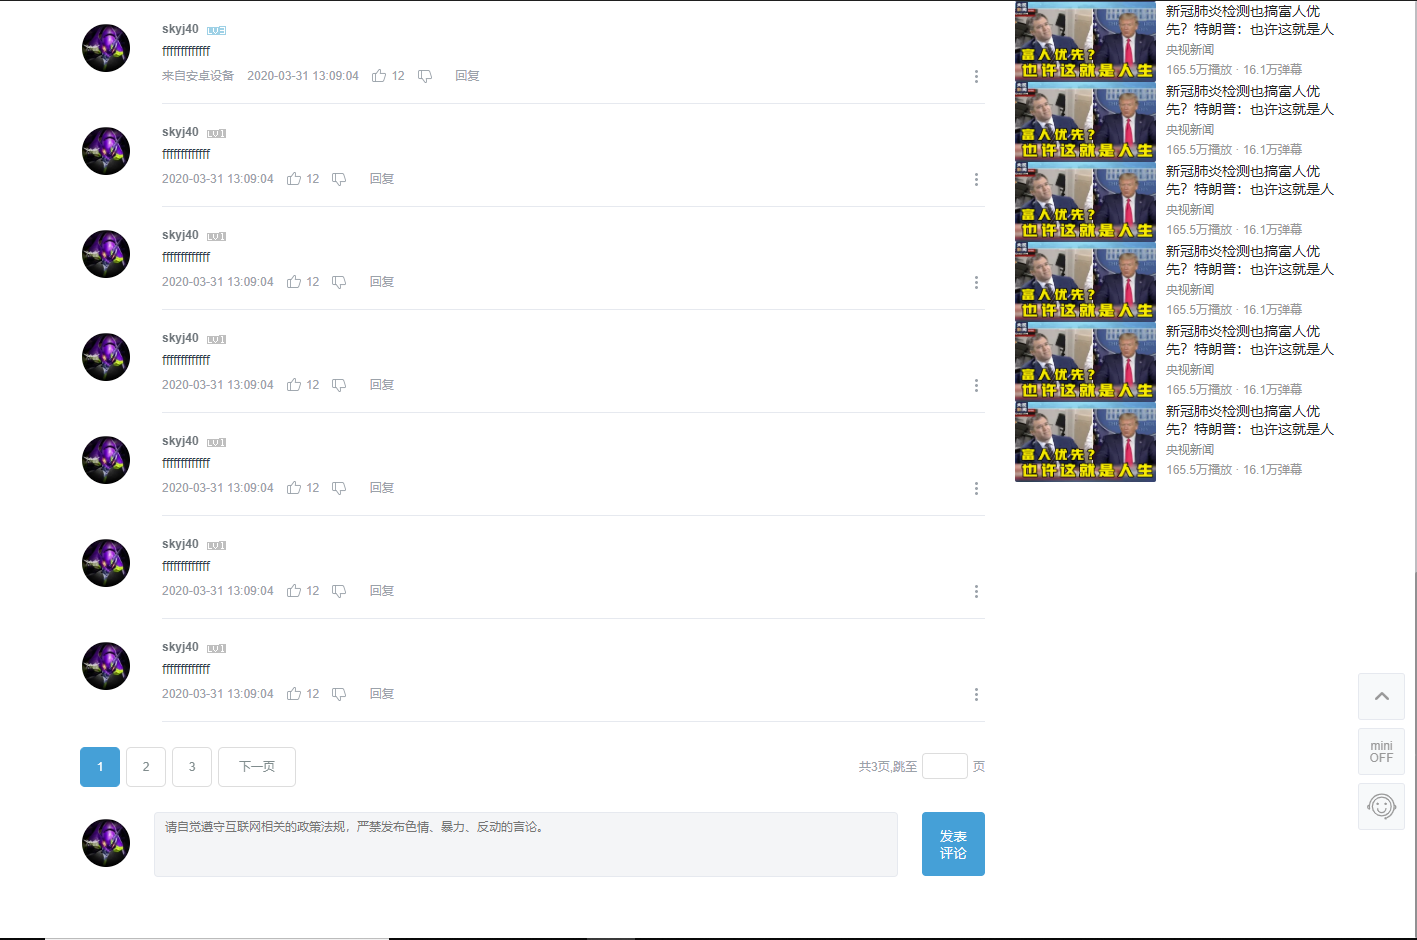 skyj40 LV3
fffffffffffff
来自安卓设备 2020-03-31 13:09:04 12 回复
skyj40 LV1
fffffffffffff
2020-03-31 13:09:04 12 回复
skyj40 LV1
fffffffffffff
2020-03-31 13:09:04 12 回复
skyj40 LV1
fffffffffffff
2020-03-31 13:09:04 12 回复
skyj40 LV1
fffffffffffff
2020-03-31 13:09:04 12 回复
skyj40 LV1
fffffffffffff
2020-03-31 13:09:04 12 回复
skyj40 LV1
fffffffffffff
2020-03-31 13:09:04 12 回复
1 2 3 下一页
共3页,跳至 页
请自觉遵守互联网相关的政策法规，严禁发布色情、暴力、反动的言论。
发表
评论
富人优先?
也许这就是人生
新冠肺炎检测也搞富人优
先？特朗普：也许这就是人
央视新闻
165.5万播放 · 16.1万弹幕
富人优先?
也许这就是人生
新冠肺炎检测也搞富人优
先？特朗普：也许这就是人
央视新闻
165.5万播放 · 16.1万弹幕
富人优先?
也许这就是人生
新冠肺炎检测也搞富人优
先？特朗普：也许这就是人
央视新闻
165.5万播放 · 16.1万弹幕
富人优先?
也许这就是人生
新冠肺炎检测也搞富人优
先？特朗普：也许这就是人
央视新闻
165.5万播放 · 16.1万弹幕
富人优先?
也许这就是人生
新冠肺炎检测也搞富人优
先？特朗普：也许这就是人
央视新闻
165.5万播放 · 16.1万弹幕
富人优先?
也许这就是人生
新冠肺炎检测也搞富人优
先？特朗普：也许这就是人
央视新闻
165.5万播放 · 16.1万弹幕
mini
OFF